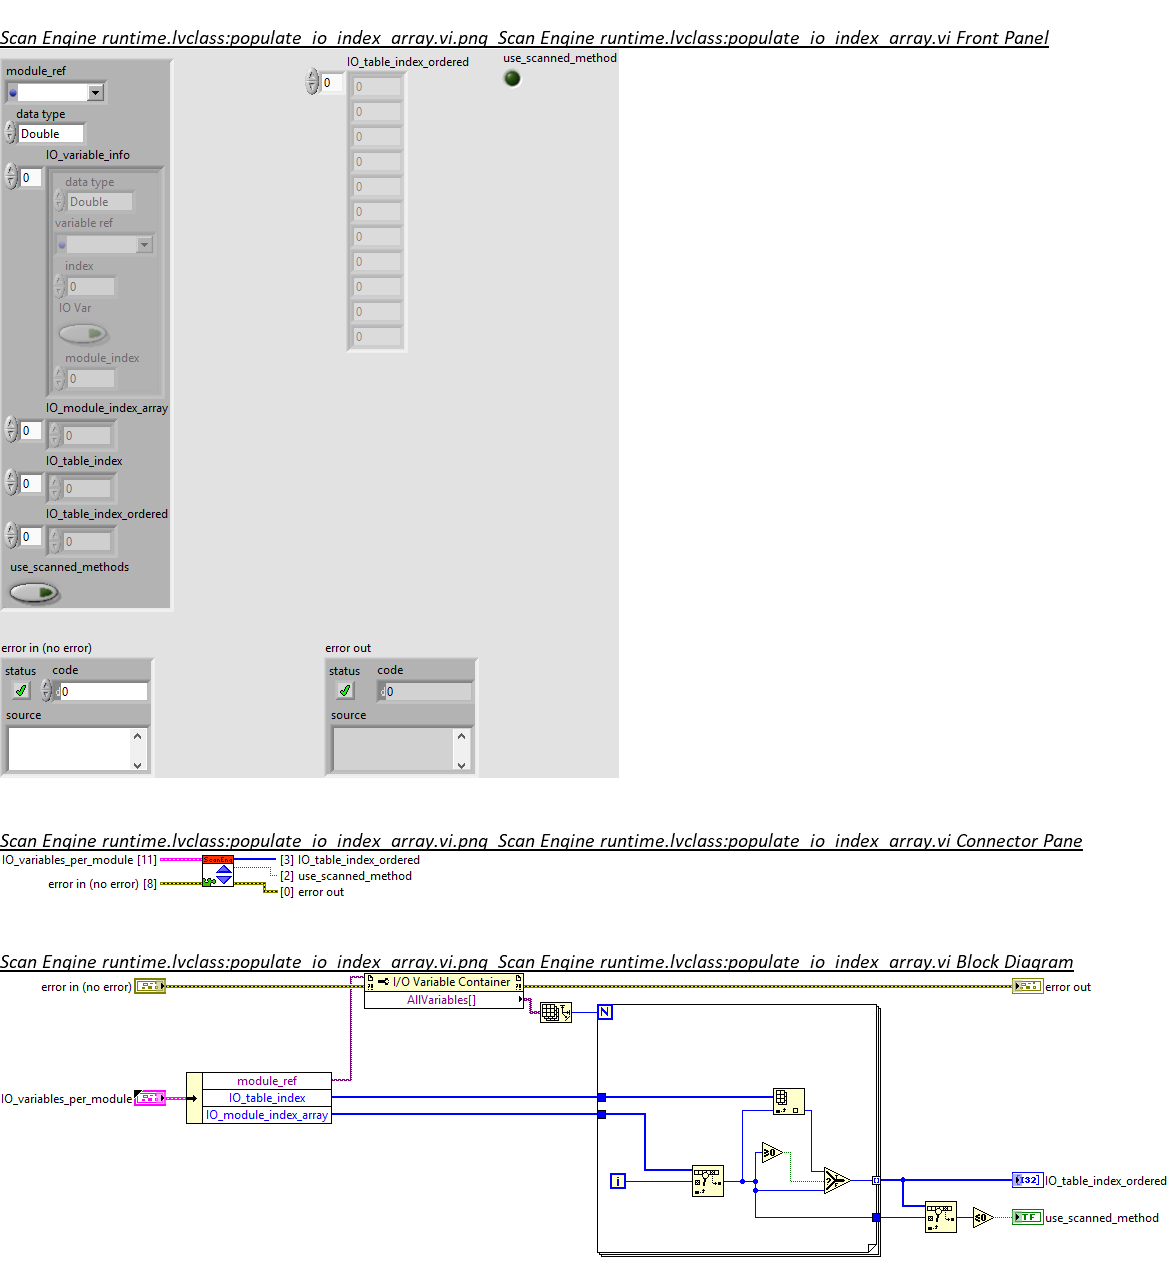 Scan Engine runtime.lvclass:populate_io_index_array.vi.png_Scan Engine runtime.lvclass:populate_io_index_array.vi Front Panel
module_ref
data type
Double
IO_variable_info
0
data type
Double
variable ref
index
0
IO Var
module_index
0
IO_module_index_array
0
0
IO_table_index
0
0
IO_table_index_ordered
0
0
use_scanned_methods
IO_table_index_ordered
0
0
0
0
0
0
0
0
0
0
0
0
use_scanned_method
error in (no error)
status code
0
source
error out
status code
0
source
Scan Engine runtime.lvclass:populate_io_index_array.vi.png_Scan Engine runtime.lvclass:populate_io_index_array.vi Connector Pane
IO_variables_per_module [11]
error in (no error) [8]
ScanEng
[3] IO_table_index_ordered
[2] use_scanned_method
[0] error out
Scan Engine runtime.lvclass:populate_io_index_array.vi.png_Scan Engine runtime.lvclass:populate_io_index_array.vi Block Diagram
error in (no error)
I/O Variable Container
AllVariables[]
error out
N
IO_variables_per_module
module_ref
IO_table_index
IO_module_index_array
≥0
?
i
[I32]
IO_table_index_ordered
≤0
TF
use_scanned_method